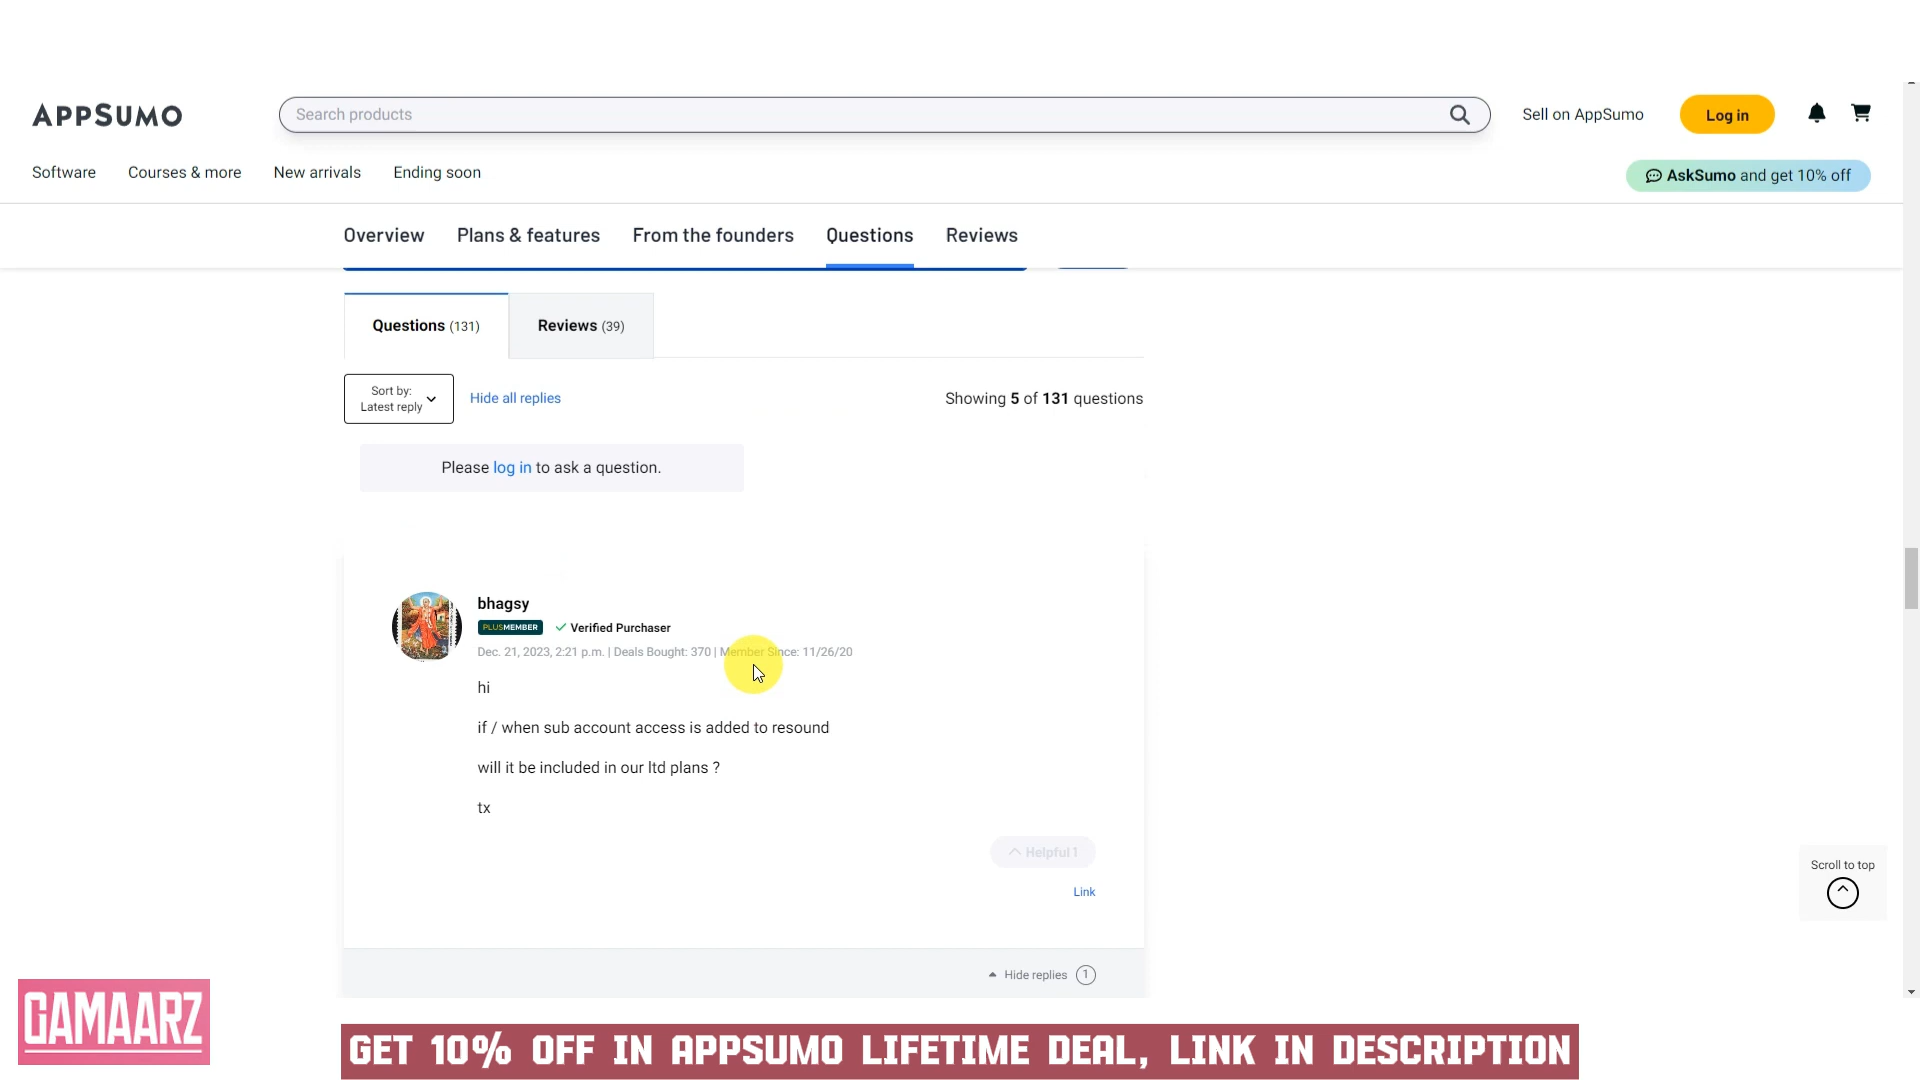 APPSUMO
Search products
Sell on AppSumo
Log in
Software
Courses & more
New arrivals
Ending soon
AskSumo and get 10% off
Overview
Plans & features
From the founders
Questions
Reviews
Questions (131)
Reviews (39)
Sort by:
Latest reply
Hide all replies
Showing 5 of 131 questions
Please log in to ask a question.
bhagsy
PLUSMEMBER
Verified Purchaser
Dec. 21, 2023, 2:21 p.m. | Deals Bought: 370 | Member Since: 11/26/20
hi
if / when sub account access is added to resound
will it be included in our ltd plans ?
tx
Helpful 1
Link
Scroll to top
Hide replies 1
GAMAARZ
GET 10% OFF IN APPSUMO LIFETIME DEAL, LINK IN DESCRIPTION